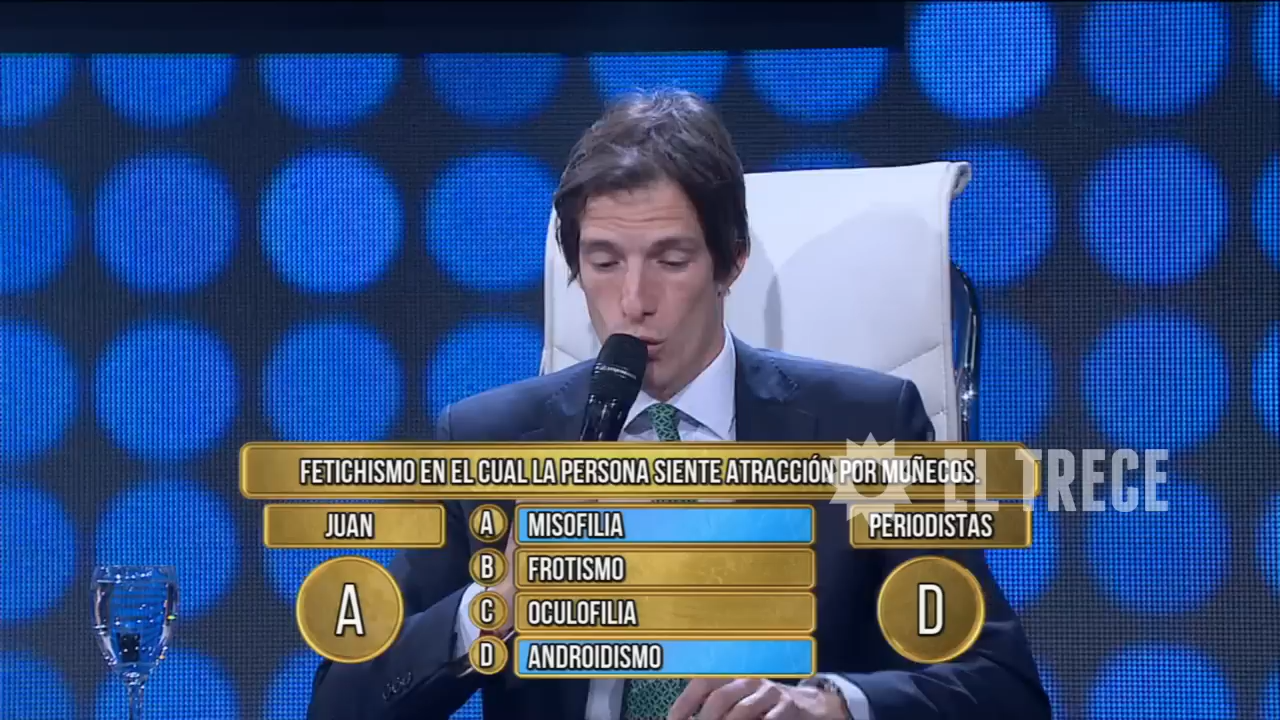 FETICHISMO EN EL CUAL LA PERSONA SIENTE ATRACCIÓN POR MUÑECOS.
EL TRECE
JUAN
A MISOFILIA
PERIODISTAS
B FROTISMO
A
C OCULOFILIA
D
D ANDROIDISMO